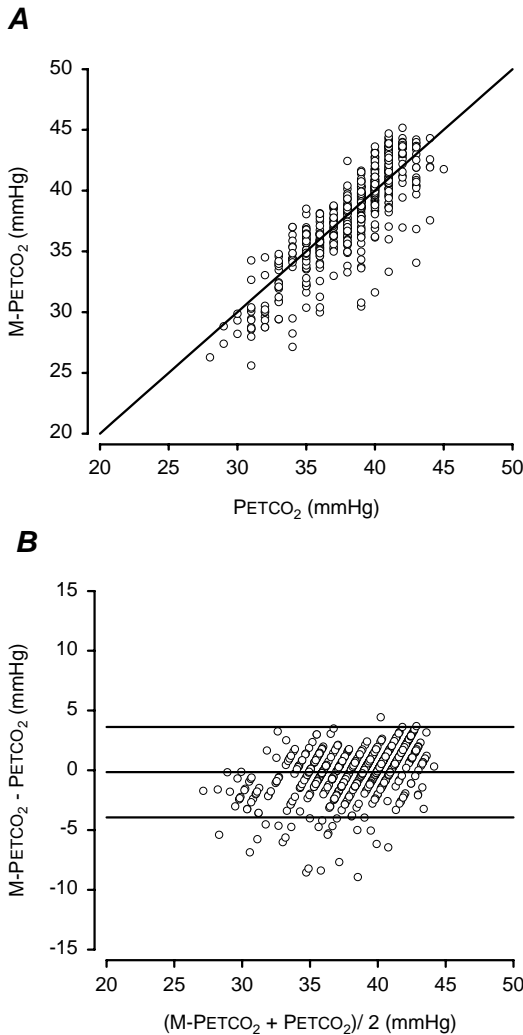 A
50
45
40
35
30
25
20
M-PETCO2 (mmHg)
20 25 30 35 40 45 50
PETCO2 (mmHg)
B
15
10
5
0
-5
-10
-15
M-PETCO2 - PETCO2 (mmHg)
20 25 30 35 40 45 50
(M-PETCO2 + PETCO2)/ 2 (mmHg)